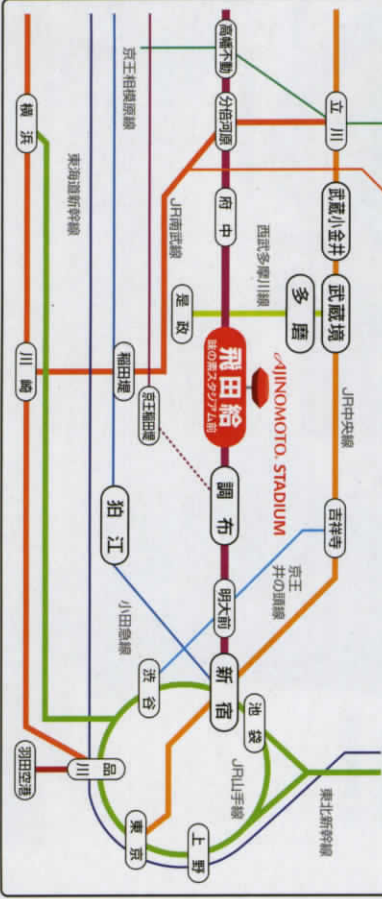 立川
武蔵小金井
武蔵境
JR中央線
吉祥寺
多磨
西武多摩川線
是政
AJINOMOTO STADIUM
京王
井の頭線
高幡不動
分倍河原
府中
飛田給
味の素スタジアム前
調布
明大前
新宿
池袋
JR山手線
東北新幹線
JR南武線
京王相模原線
稲田堤
京王稲田堤
狛江
小田急線
渋谷
上野
東京
品川
羽田空港
東海道新幹線
横浜
川崎